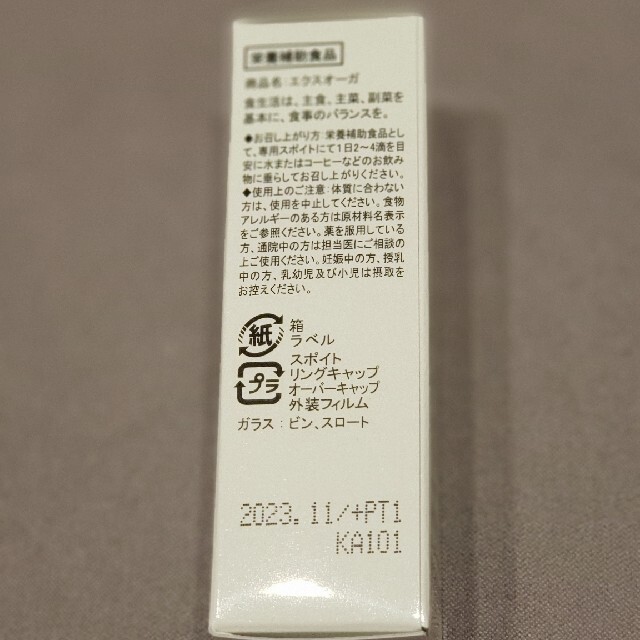 栄養補助食品
商品名:エクスオーガ
食生活は、主食、主菜、副菜を
基本に、食事のバランスを。
◆お召し上がり方:栄養補助食品とし
て、専用スポイトにて1日2〜4滴を目
安に水またはコーヒーなどのお飲み
物に垂らしてお召し上がりください。
◆使用上のご注意:体質に合わない
方は、使用を中止してください。食物
アレルギーのある方は原材料名表示
をご参照ください。薬を服用している
方、通院中の方は担当医にご相談の
上ご使用ください。妊娠中の方、授乳
中の方、乳幼児及び小児は摂取を
お控えください。
紙
箱
ラベル
プラ
スポイト
リングキャップ
オーバーキャップ
外装フィルム
ガラス:ビン、スロート
2023.11/+PT1
KA101